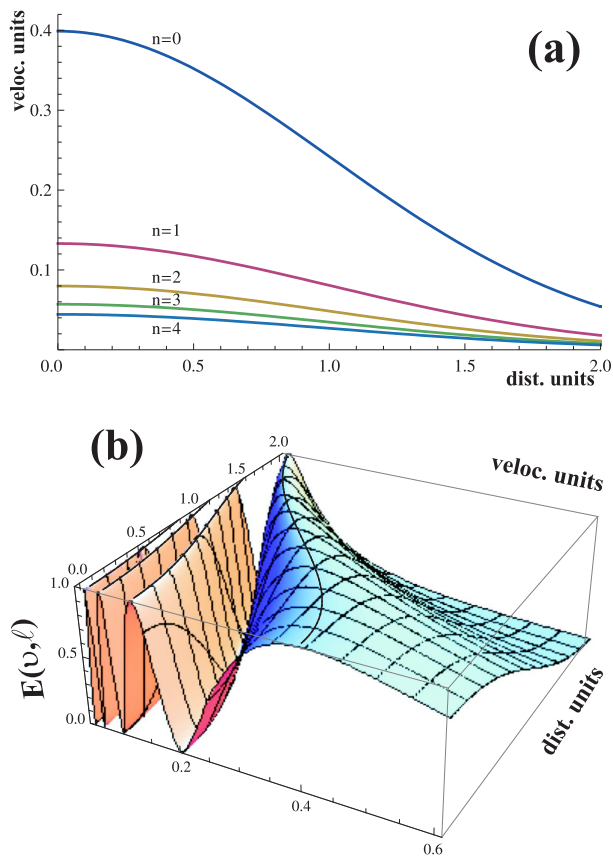 (a)
veloc. units
0.4
0.3
0.2
0.1
n=0
n=1
n=2
n=3
n=4
0.0 0.5 1.0 1.5 2.0
dist. units
(b)
2.0
1.5
1.0
0.5
0.0
veloc. units
1.0
0.5
0.0
E(υ,ℓ)
dist. units
0.2
0.4
0.6